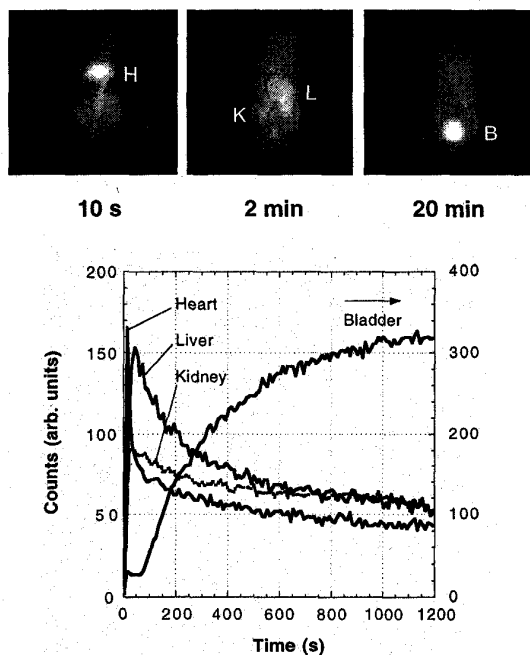 H
K
L
B
10 s
2 min
20 min
200
150
100
50
0
400
300
200
100
0
Heart
Liver
Kidney
Bladder
Counts (arb. units)
0 200 400 600 800 1000 1200
Time (s)